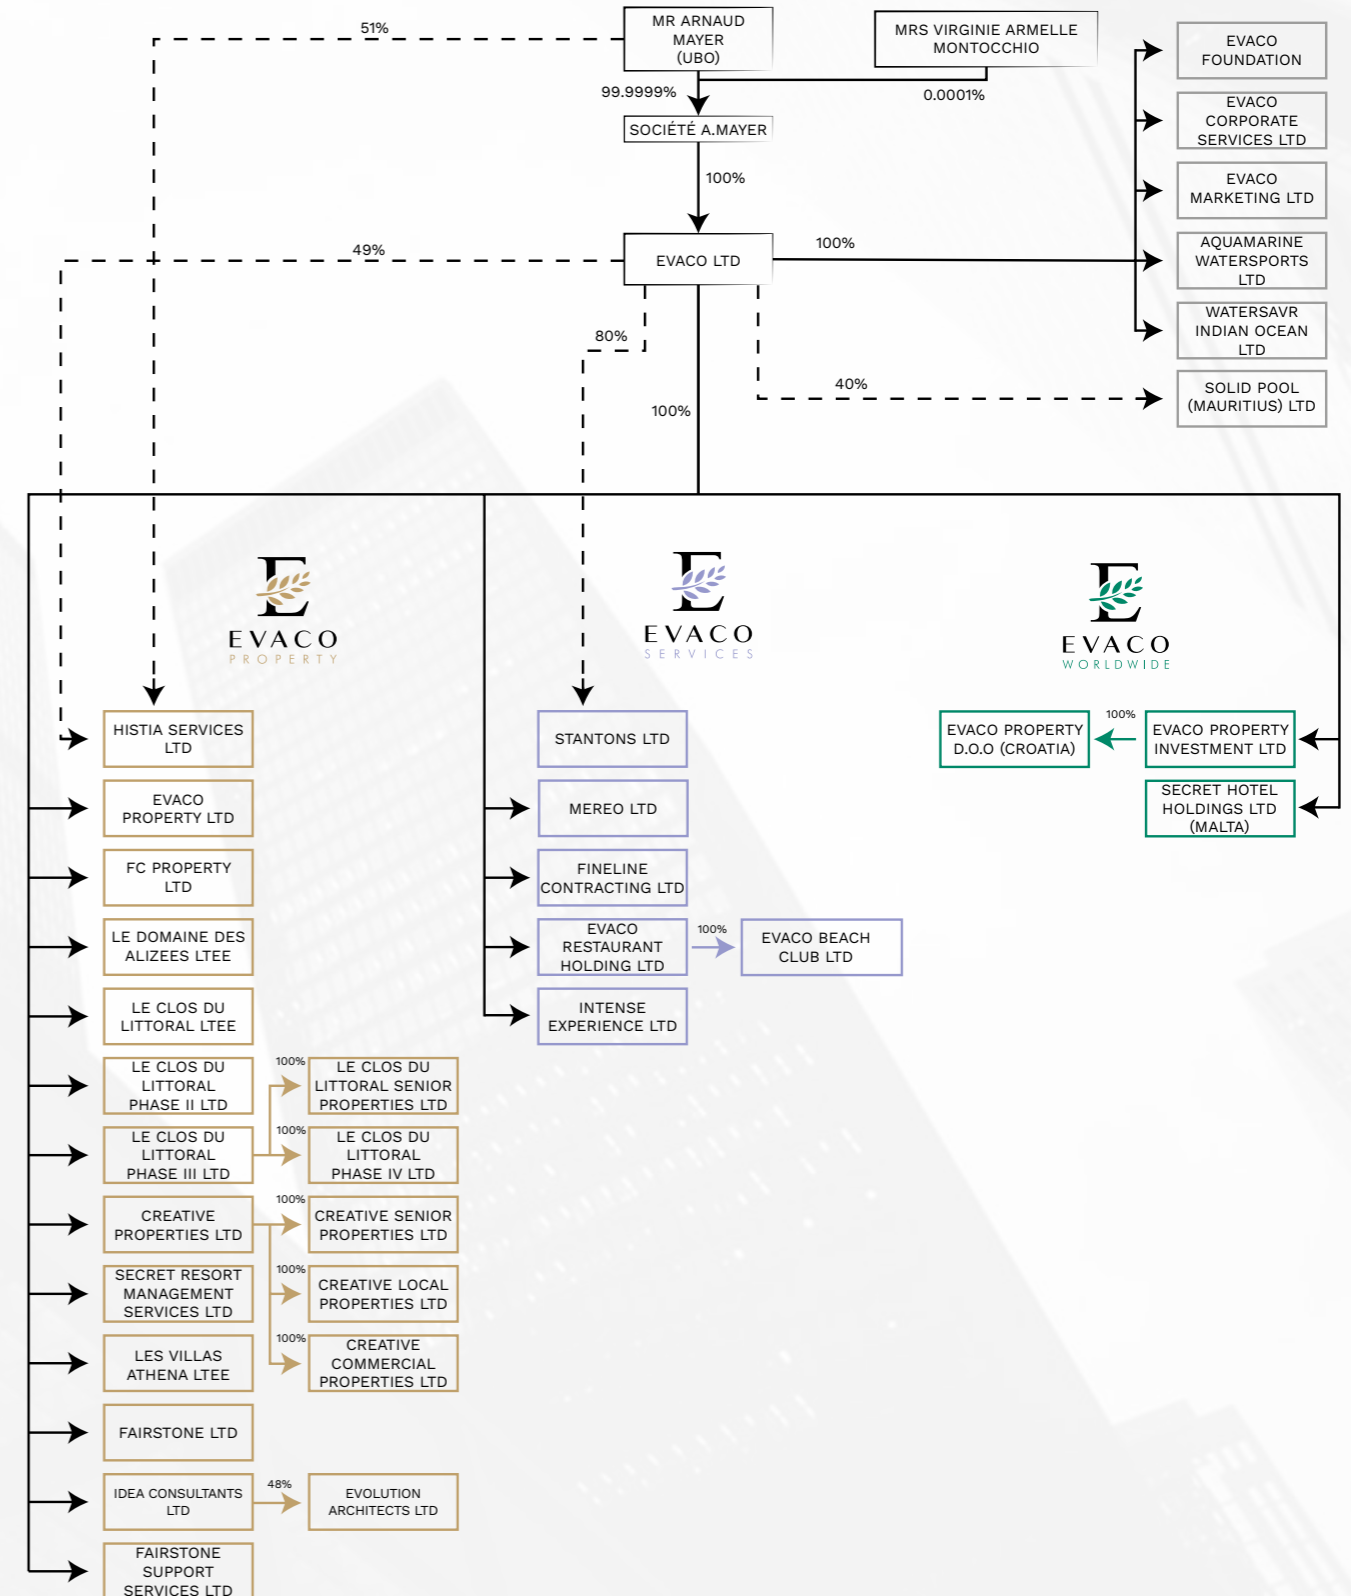 51%
MR ARNAUD
MAYER
(UBO)
MRS VIRGINIE ARMELLE
MONTOCCHIO
99.9999%
0.0001%
SOCIÉTÉ A.MAYER
100%
EVACO LTD
49%
100%
80%
40%
100%
EVACO
FOUNDATION
EVACO
CORPORATE
SERVICES LTD
EVACO
MARKETING LTD
AQUAMARINE
WATERSPORTS
LTD
WATERSAVR
INDIAN OCEAN
LTD
SOLID POOL
(MAURITIUS) LTD
E
EVACO
PROPERTY
E
EVACO
SERVICES
E
EVACO
WORLDWIDE
HISTIA SERVICES
LTD
EVACO
PROPERTY LTD
FC PROPERTY
LTD
LE DOMAINE DES
ALIZEES LTEE
LE CLOS DU
LITTORAL LTEE
LE CLOS DU
LITTORAL
PHASE II LTD
LE CLOS DU
LITTORAL
PHASE III LTD
100%
LE CLOS DU
LITTORAL SENIOR
PROPERTIES LTD
100%
LE CLOS DU
LITTORAL
PHASE IV LTD
CREATIVE
PROPERTIES LTD
100%
CREATIVE SENIOR
PROPERTIES LTD
100%
CREATIVE LOCAL
PROPERTIES LTD
100%
CREATIVE
COMMERCIAL
PROPERTIES LTD
SECRET RESORT
MANAGEMENT
SERVICES LTD
LES VILLAS
ATHENA LTEE
FAIRSTONE LTD
IDEA CONSULTANTS
LTD
48%
EVOLUTION
ARCHITECTS LTD
FAIRSTONE
SUPPORT
SERVICES LTD
STANTONS LTD
MEREO LTD
FINELINE
CONTRACTING LTD
EVACO
RESTAURANT
HOLDING LTD
100%
EVACO BEACH
CLUB LTD
INTENSE
EXPERIENCE LTD
EVACO PROPERTY
D.O.O (CROATIA)
100%
EVACO PROPERTY
INVESTMENT LTD
SECRET HOTEL
HOLDINGS LTD
(MALTA)